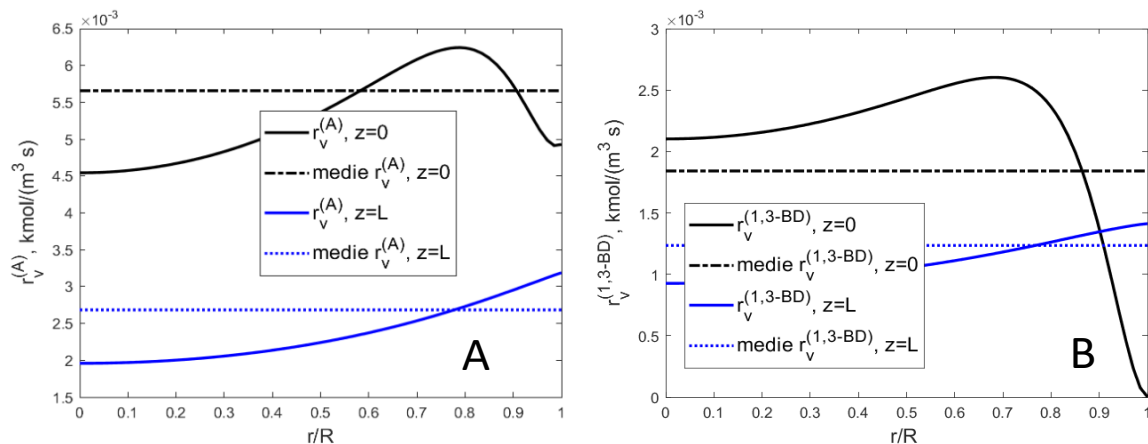 ×10⁻³
6.5
6
5.5
5
4.5
4
3.5
3
2.5
2
1.5
r_v^(A), kmol/(m³ s)
r_v^(A), z=0
medie r_v^(A), z=0
r_v^(A), z=L
medie r_v^(A), z=L
A
0 0.1 0.2 0.3 0.4 0.5 0.6 0.7 0.8 0.9 1
r/R
×10⁻³
3
2.5
2
1.5
1
0.5
0
r_v^(1,3-BD), kmol/(m³ s)
r_v^(1,3-BD), z=0
medie r_v^(1,3-BD), z=0
r_v^(1,3-BD), z=L
medie r_v^(1,3-BD), z=L
B
0 0.1 0.2 0.3 0.4 0.5 0.6 0.7 0.8 0.9 1
r/R